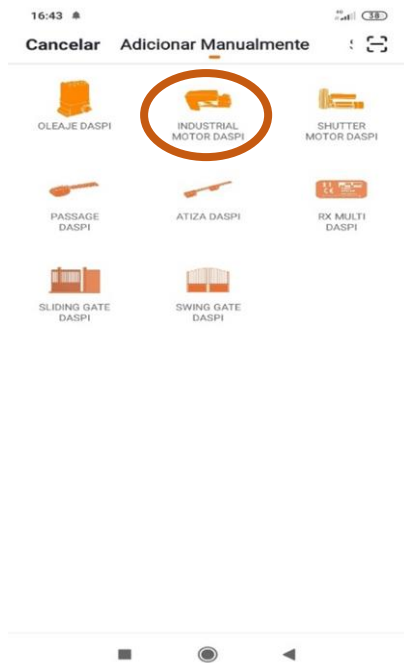 16:43
38
Cancelar Adicionar Manualmente
OLEAJE DASPI
INDUSTRIAL
MOTOR DASPI
SHUTTER
MOTOR DASPI
PASSAGE
DASPI
ATIZA DASPI
RX MULTI
DASPI
SLIDING GATE
DASPI
SWING GATE
DASPI